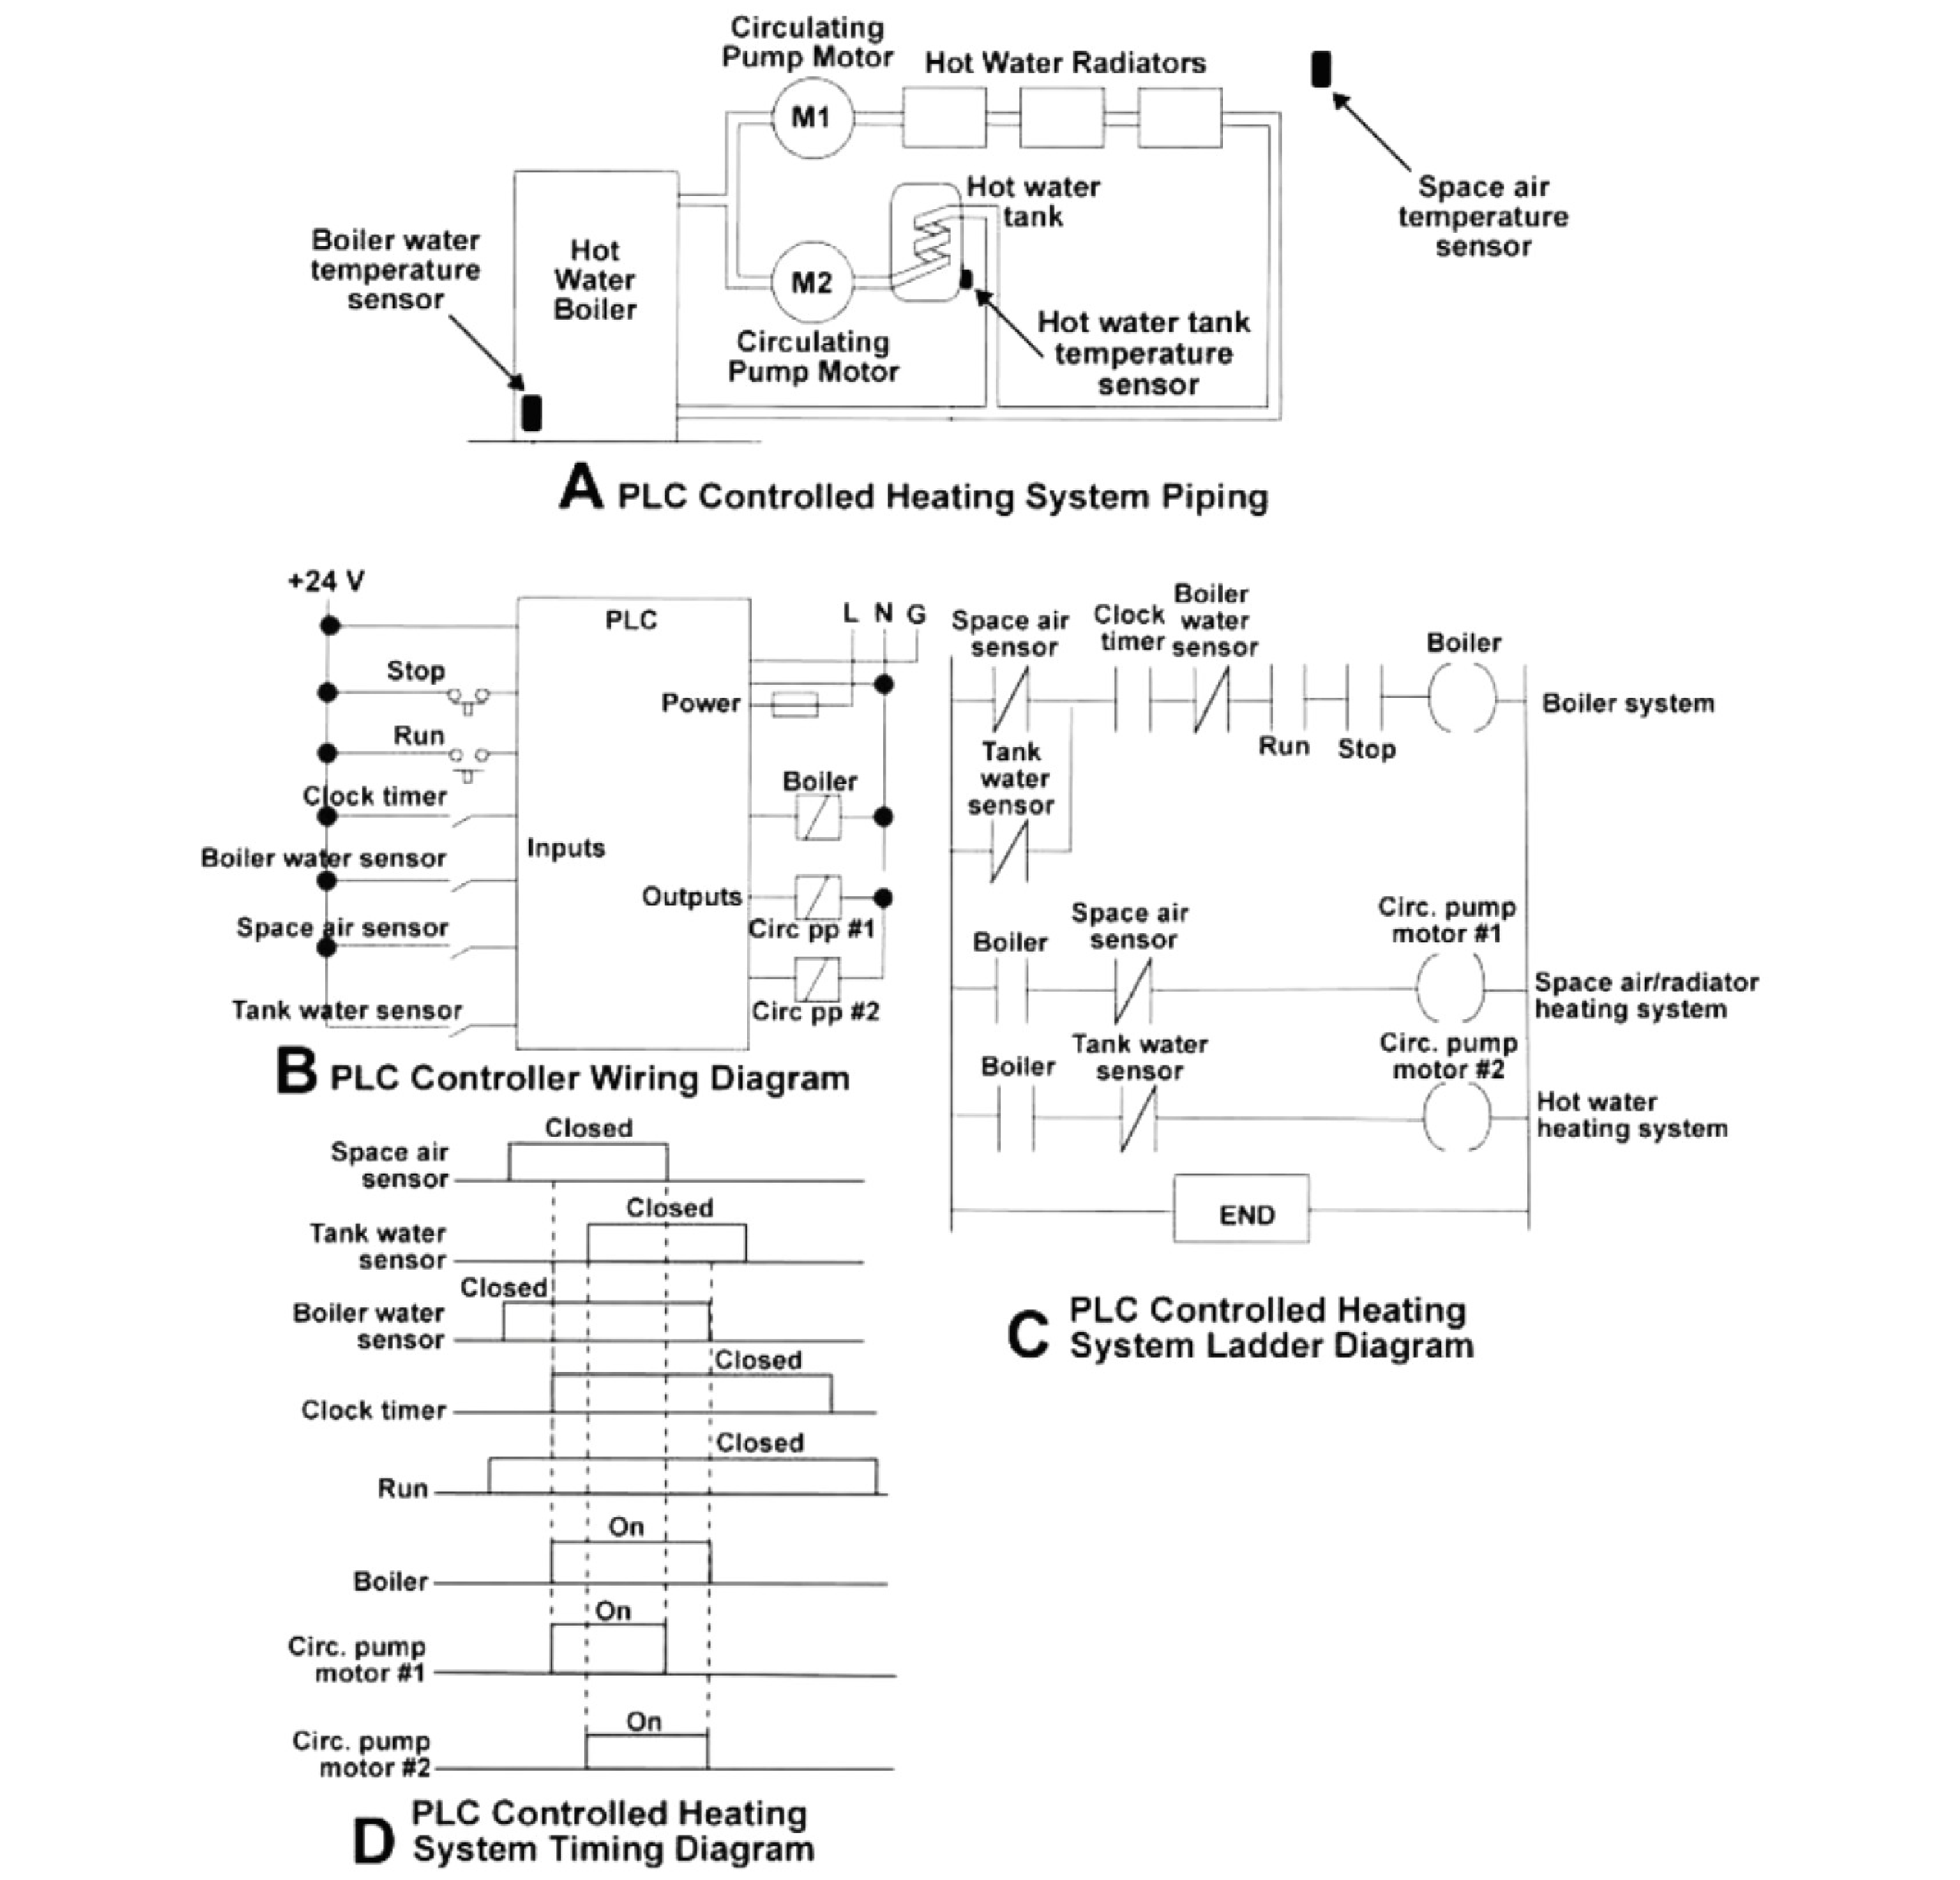 Circulating
Pump Motor
Hot Water Radiators
M1
Space air
temperature
sensor
Hot water
tank
Boiler water
temperature
sensor
Hot
Water
Boiler
M2
Circulating
Pump Motor
Hot water tank
temperature
sensor
A PLC Controlled Heating System Piping
+24 V
PLC
L N G
Stop
Power
Run
Boiler
Clock timer
Inputs
Boiler water sensor
Outputs
Space air sensor
Circ pp #1
Tank water sensor
Circ pp #2
B PLC Controller Wiring Diagram
Space air
sensor
Clock
timer
Boiler
water
sensor
Boiler
Boiler system
Run
Stop
Tank
water
sensor
Boiler
Space air
sensor
Circ. pump
motor #1
Space air/radiator
heating system
Boiler
Tank water
sensor
Circ. pump
motor #2
Hot water
heating system
END
C PLC Controlled Heating
System Ladder Diagram
Closed
Space air
sensor
Closed
Tank water
sensor
Closed
Boiler water
sensor
Closed
Clock timer
Closed
Run
On
Boiler
On
Circ. pump
motor #1
On
Circ. pump
motor #2
D PLC Controlled Heating
System Timing Diagram